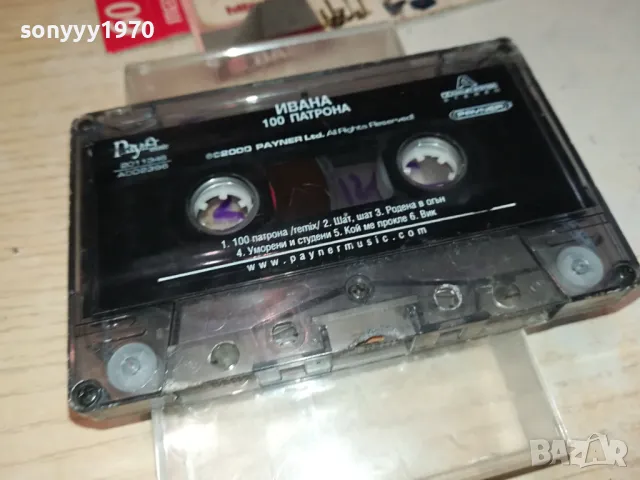 sonyyy1970
ИВАНА
100 ПАТРОНА
Ⓟ©2000 PAYNER Ltd. All Rights Reserved!
PAYNER
1. 100 патрона /remix/ 2. Шат, шат 3. Родена в огън
4. Уморени и студени 5. Кой ме прокле 6. Вик
www.paynermusic.com
BAZAR